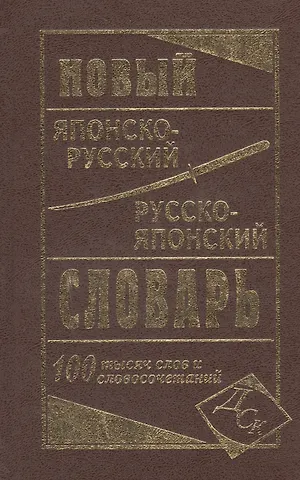 НОВЫЙ
ЯПОНСКО-
РУССКИЙ
РУССКО-
ЯПОНСКИЙ
СЛОВАРЬ
100 тысяч слов и
словосочетаний
ДСК